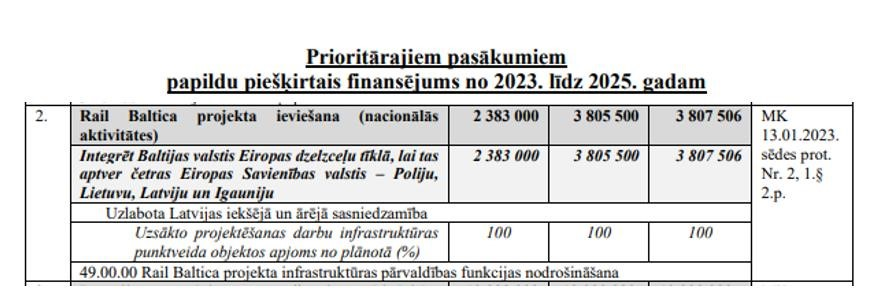 Prioritārajiem pasākumiem
papildu piešķirtais finansējums no 2023. līdz 2025. gadam
2. Rail Baltica projekta ieviešana (nacionālās 2 383 000 3 805 500 3 807 506 MK
aktivitātes) 13.01.2023.
Integrēt Baltijas valstis Eiropas dzelzceļu tīklā, lai tas 2 383 000 3 805 500 3 807 506 sēdes prot.
aptver četras Eiropas Savienības valstis – Poliju, Nr. 2, 1.§
Lietuvu, Latviju un Igauniju 2.p.
Uzlabota Latvijas iekšējā un ārējā sasniedzamība
Uzsākto projektēšanas darbu infrastruktūras 100 100 100
punktveida objektos apjoms no plānotā (%)
49.00.00 Rail Baltica projekta infrastruktūras pārvaldības funkcijas nodrošināšana